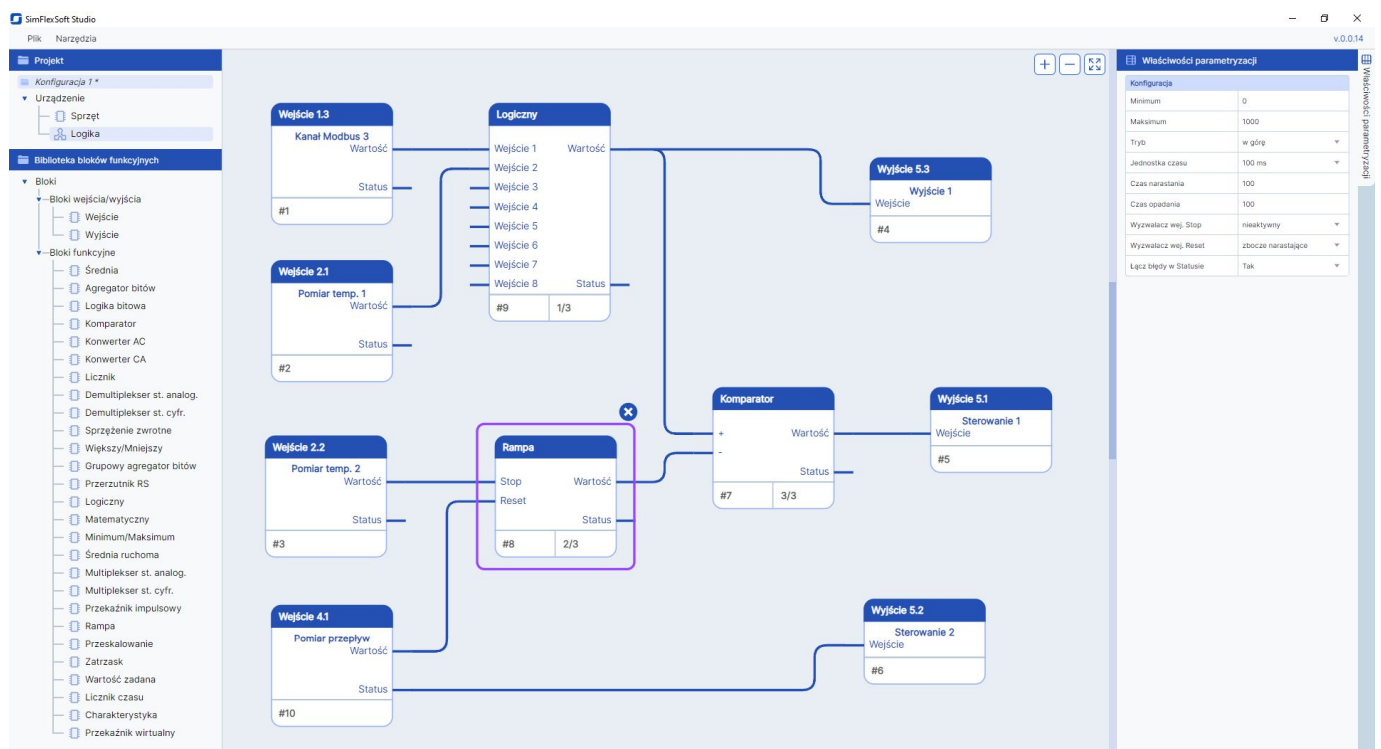 SimFlexSoft Studio
Plik Narzędzia
v.0.0.14
Projekt
Konfiguracja 1 *
Urządzenie
Sprzęt
Logika
Biblioteka bloków funkcyjnych
Bloki
Bloki wejścia/wyjścia
Wejście
Wyjście
Bloki funkcyjne
Średnia
Agregator bitów
Logika bitowa
Komparator
Konwerter AC
Konwerter CA
Licznik
Demultiplekser st. analog.
Demultiplekser st. cyfr.
Sprzężenie zwrotne
Większy/Mniejszy
Grupowy agregator bitów
Przerzutnik RS
Logiczny
Matematyczny
Minimum/Maksimum
Średnia ruchoma
Multiplekser st. analog.
Multiplekser st. cyfr.
Przekaźnik impulsowy
Rampa
Przeskalowanie
Zatrzask
Wartość zadana
Licznik czasu
Charakterystyka
Przekaźnik wirtualny
Wejście 1.3
Kanał Modbus 3
Wartość
Status
#1
Wejście 2.1
Pomiar temp. 1
Wartość
Status
#2
Wejście 2.2
Pomiar temp. 2
Wartość
Status
#3
Wejście 4.1
Pomiar przepływ
Wartość
Status
#10
Logiczny
Wejście 1 Wartość
Wejście 2
Wejście 3
Wejście 4
Wejście 5
Wejście 6
Wejście 7
Wejście 8 Status
#9 1/3
Rampa
Stop Wartość
Reset
Status
#8 2/3
Komparator
+ Wartość
-
Status
#7 3/3
Wyjście 5.3
Wyjście 1
Wejście
#4
Wyjście 5.1
Sterowanie 1
Wejście
#5
Wyjście 5.2
Sterowanie 2
Wejście
#6
Właściwości parametryzacji
Konfiguracja
Minimum 0
Maksimum 1000
Tryb w górę
Jednostka czasu 100 ms
Czas narastania 100
Czas opadania 100
Wyzwalacz wej. Stop nieaktywny
Wyzwalacz wej. Reset zbocze narastające
Łącz błędy w Statusie Tak
Właściwości parametryzacji